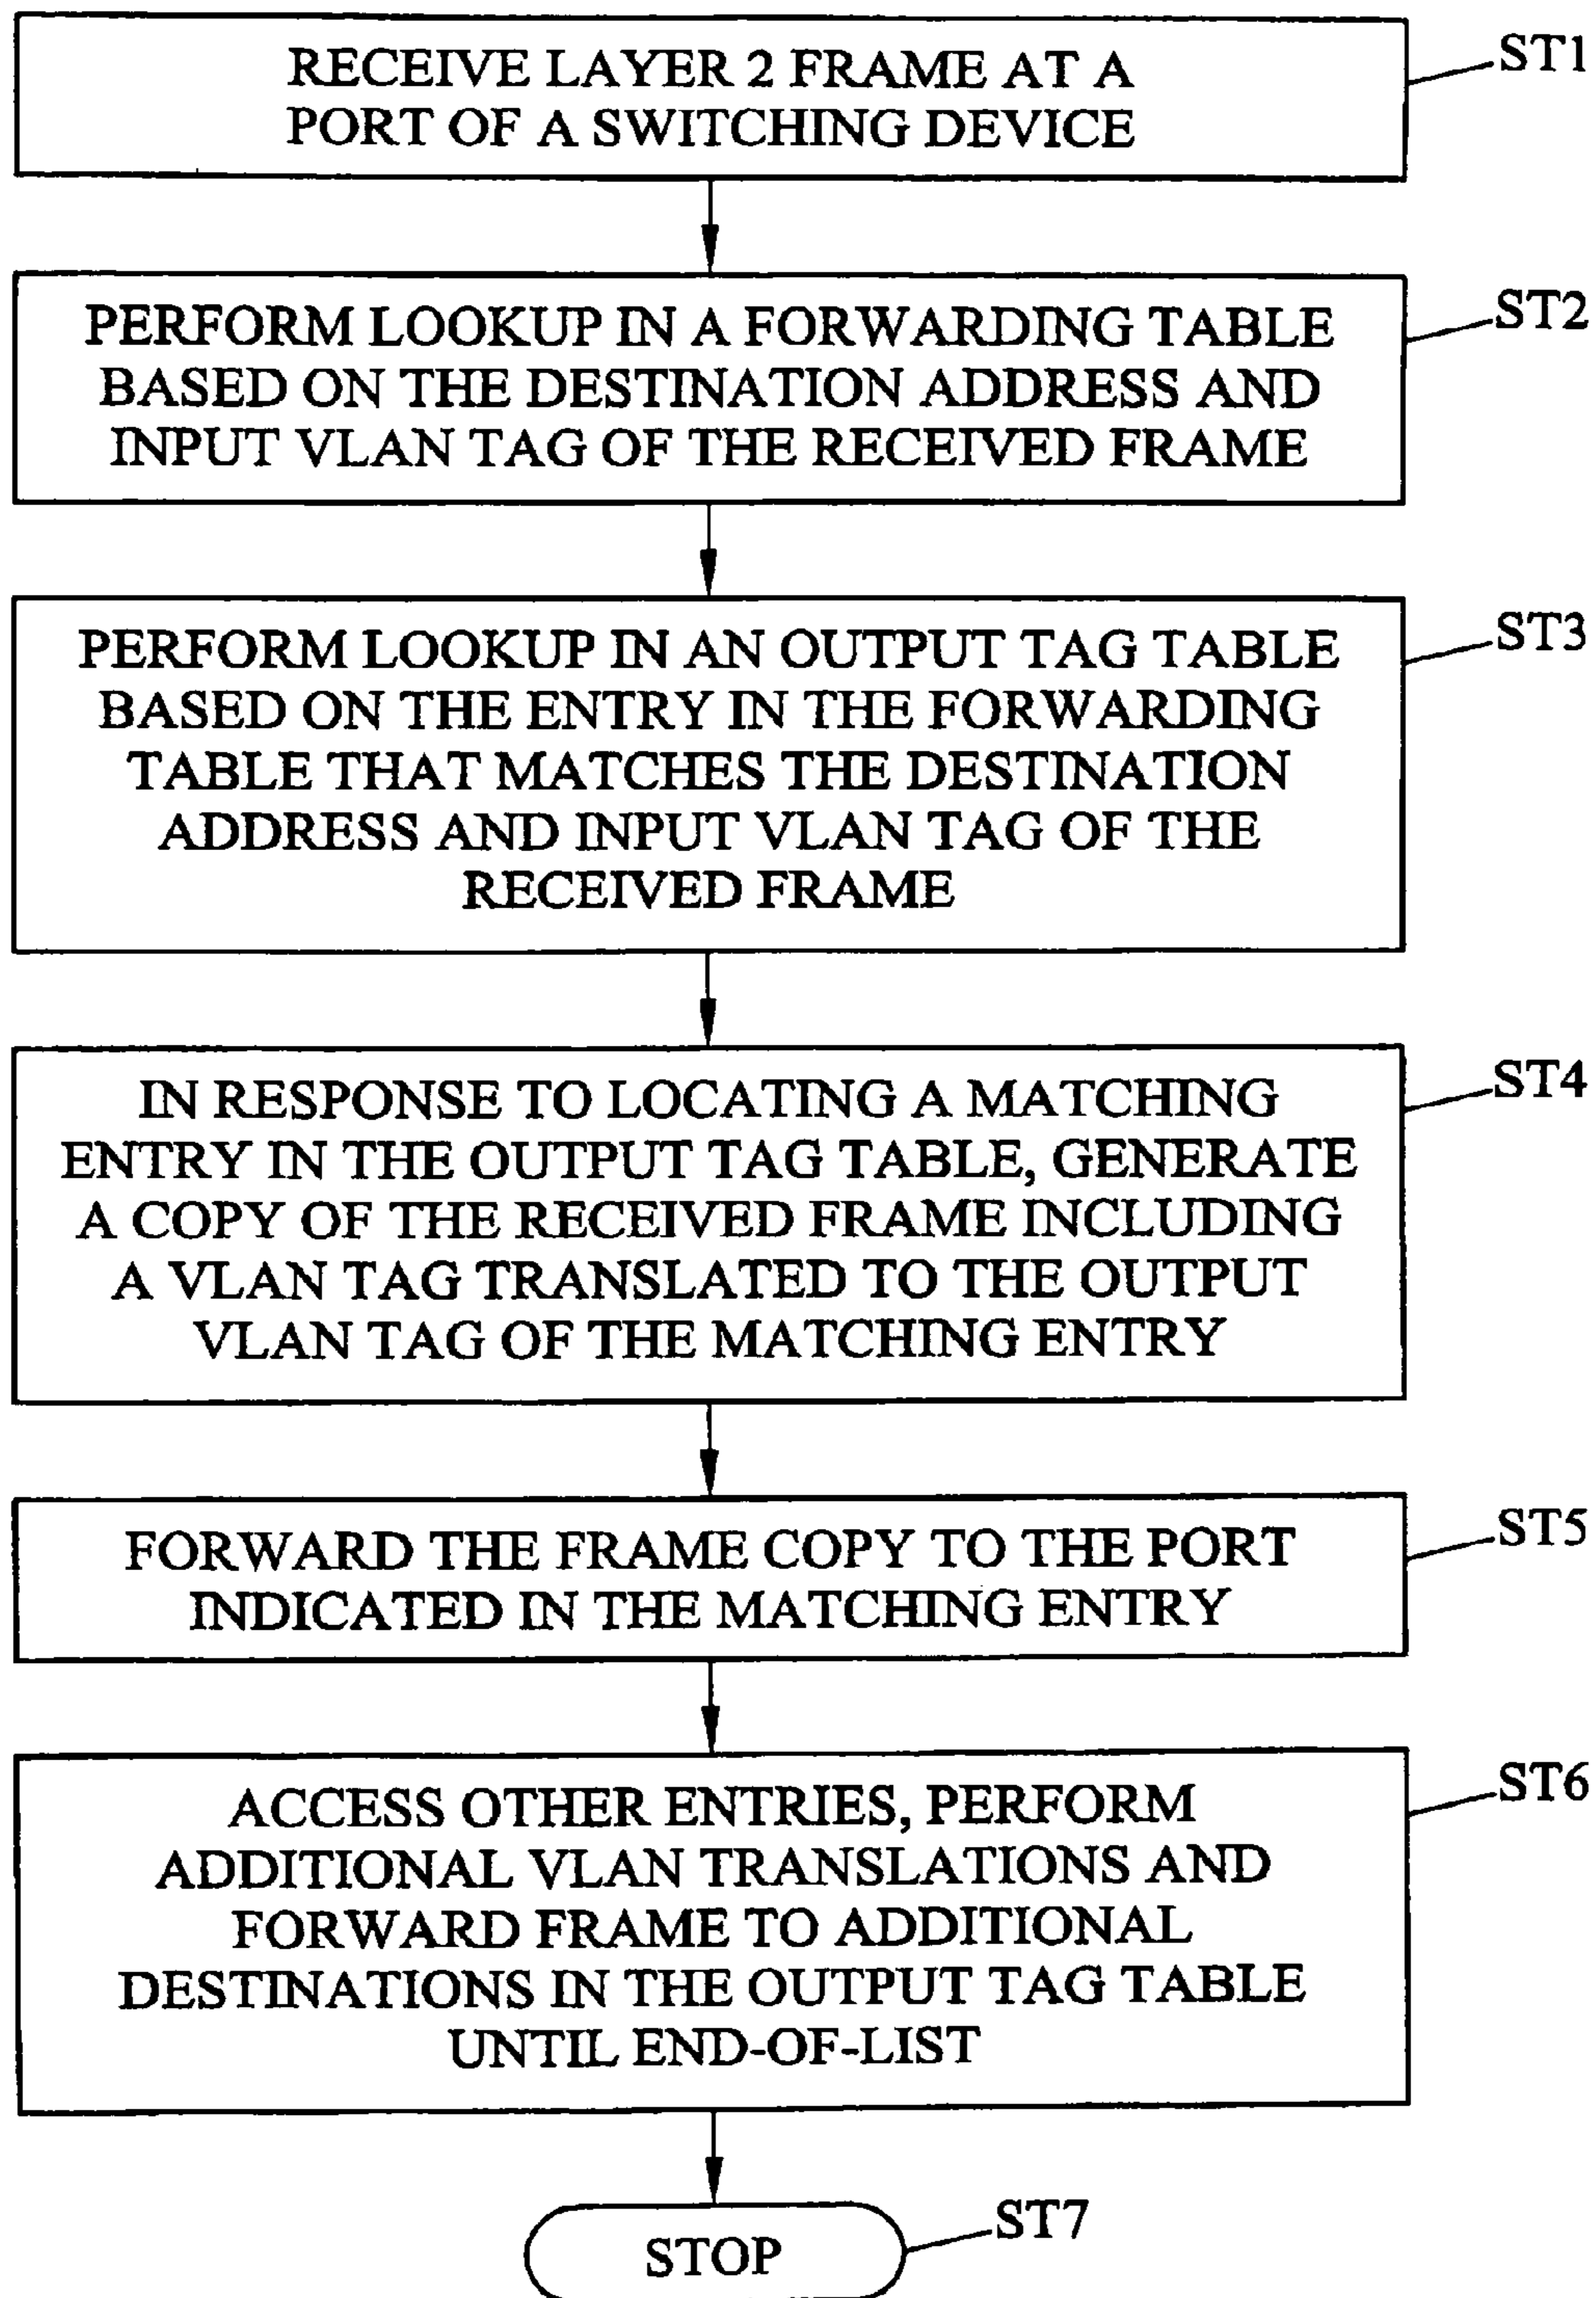 RECEIVE LAYER 2 FRAME AT A
PORT OF A SWITCHING DEVICE
ST1
PERFORM LOOKUP IN A FORWARDING TABLE
BASED ON THE DESTINATION ADDRESS AND
INPUT VLAN TAG OF THE RECEIVED FRAME
ST2
PERFORM LOOKUP IN AN OUTPUT TAG TABLE
BASED ON THE ENTRY IN THE FORWARDING
TABLE THAT MATCHES THE DESTINATION
ADDRESS AND INPUT VLAN TAG OF THE
RECEIVED FRAME
ST3
IN RESPONSE TO LOCATING A MATCHING
ENTRY IN THE OUTPUT TAG TABLE, GENERATE
A COPY OF THE RECEIVED FRAME INCLUDING
A VLAN TAG TRANSLATED TO THE OUTPUT
VLAN TAG OF THE MATCHING ENTRY
ST4
FORWARD THE FRAME COPY TO THE PORT
INDICATED IN THE MATCHING ENTRY
ST5
ACCESS OTHER ENTRIES, PERFORM
ADDITIONAL VLAN TRANSLATIONS AND
FORWARD FRAME TO ADDITIONAL
DESTINATIONS IN THE OUTPUT TAG TABLE
UNTIL END-OF-LIST
ST6
STOP
ST7